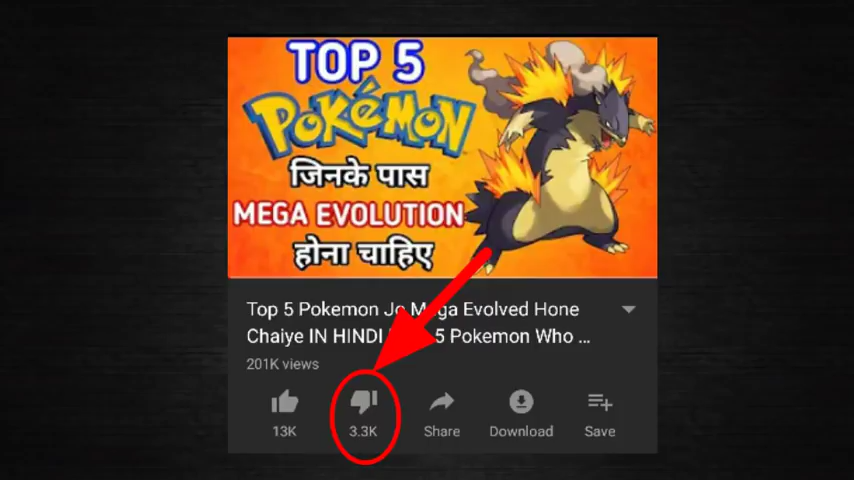 TOP 5
POKéMON
जिनके पास
MEGA EVOLUTION
होना चाहिए
Top 5 Pokemon Jo Mega Evolved Hone
Chaiye IN HINDI 5 Pokemon Who ...
201K views
13K
3.3K
Share
Download
Save